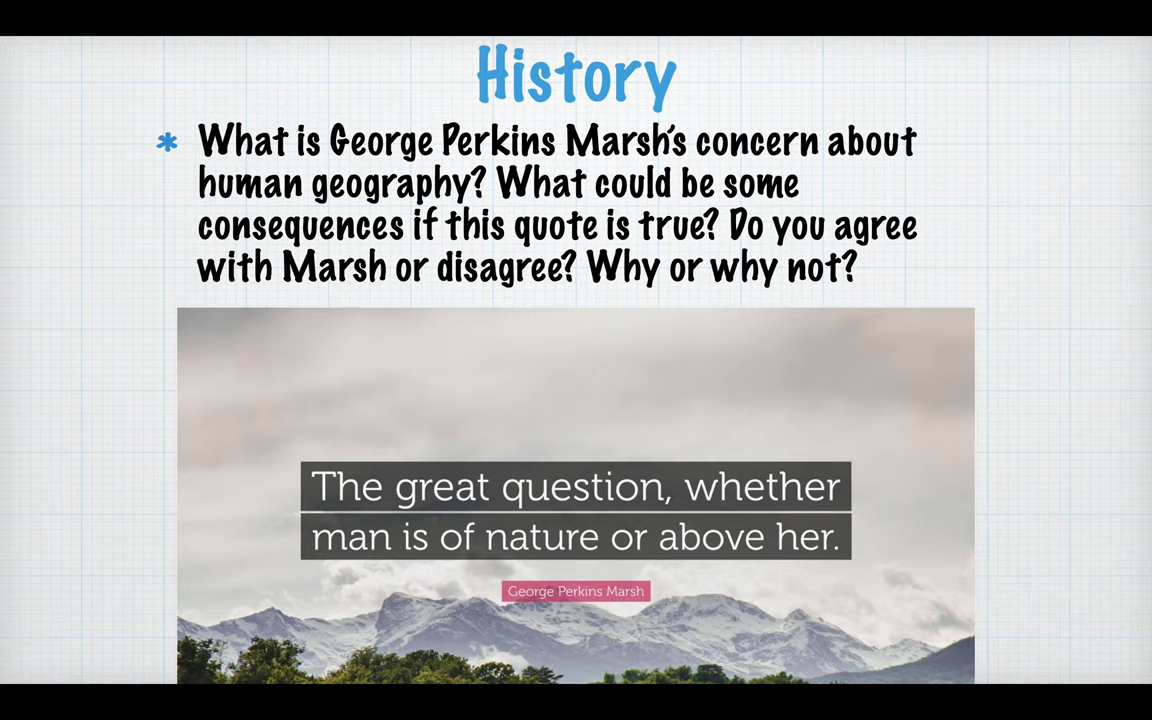 History
* What is George Perkins Marsh's concern about
human geography? What could be some
consequences if this quote is true? Do you agree
with Marsh or disagree? Why or why not?
The great question, whether
man is of nature or above her.
George Perkins Marsh